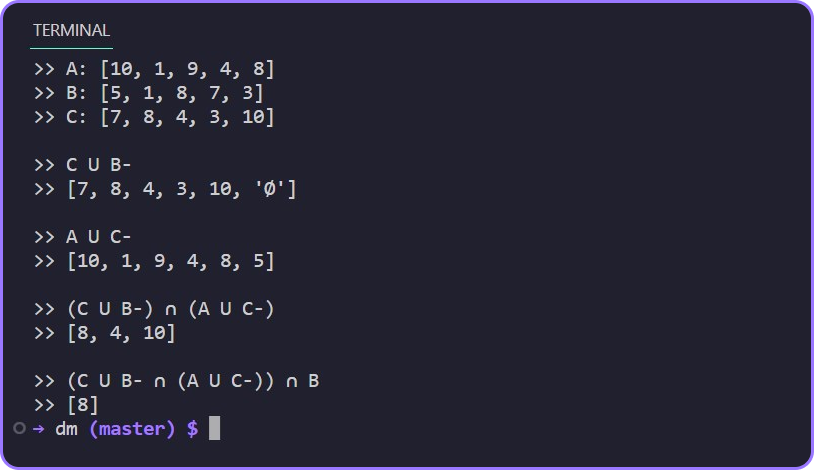 TERMINAL
>> A: [10, 1, 9, 4, 8]
>> B: [5, 1, 8, 7, 3]
>> C: [7, 8, 4, 3, 10]
>> C U B-
>> [7, 8, 4, 3, 10, 'Ø']
>> A U C-
>> [10, 1, 9, 4, 8, 5]
>> (C U B-) ∩ (A U C-)
>> [8, 4, 10]
>> (C U B- ∩ (A U C-)) ∩ B
>> [8]
→ dm (master) $